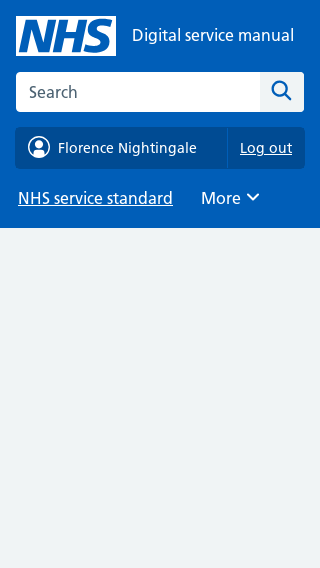 NHS Digital service manual
Search
Florence Nightingale Log out
NHS service standard More